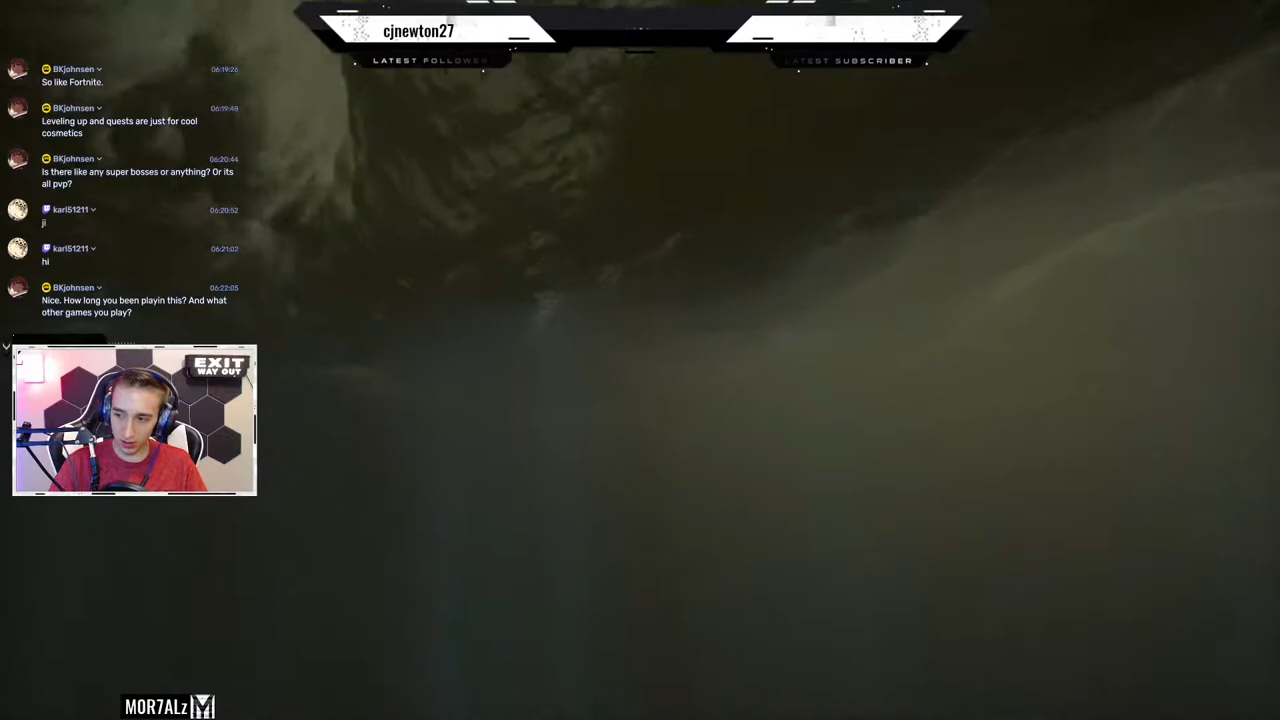 cjnewton27
LATEST FOLLOWER
LATEST SUBSCRIBER
BKjohnsen 06:19:26
So like Fortnite.
BKjohnsen 06:19:48
Leveling up and quests are just for cool
cosmetics
BKjohnsen 06:20:44
Is there like any super bosses or anything? Or its
all pvp?
karl51211 06:20:52
ji
karl51211 06:21:02
hi
BKjohnsen 06:22:05
Nice. How long you been playin this? And what
other games you play?
EXIT
WAY OUT
MOR7ALz